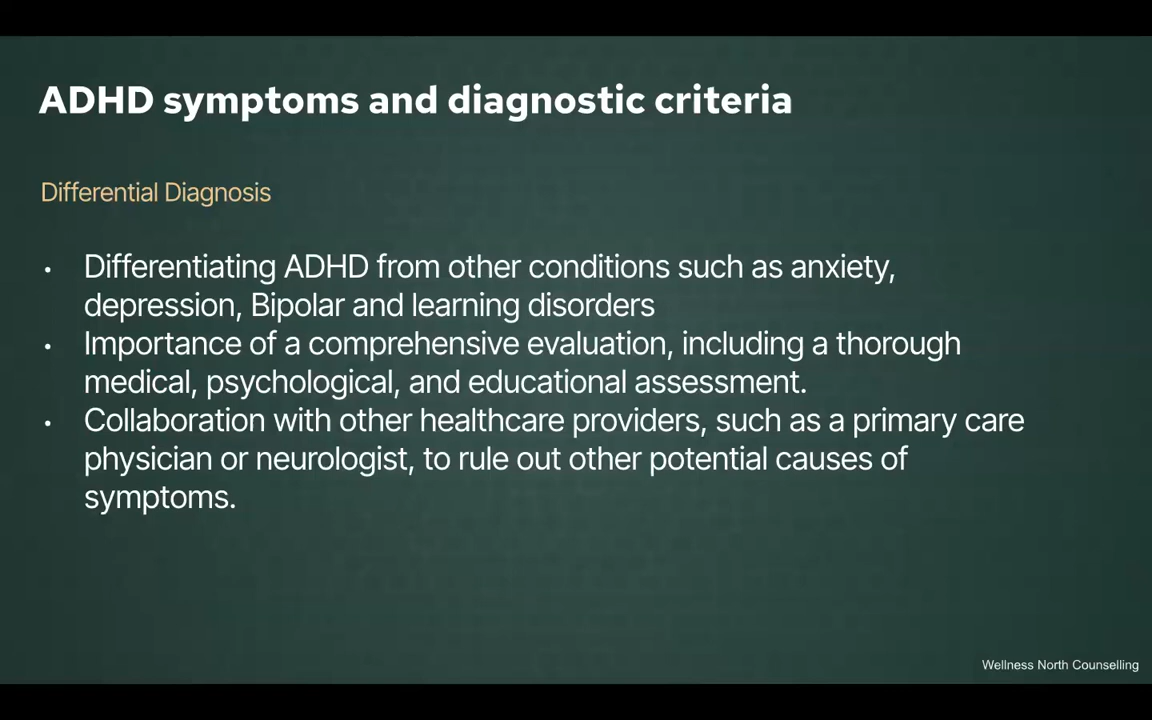 ADHD symptoms and diagnostic criteria
Differential Diagnosis
• Differentiating ADHD from other conditions such as anxiety,
depression, Bipolar and learning disorders
• Importance of a comprehensive evaluation, including a thorough
medical, psychological, and educational assessment.
• Collaboration with other healthcare providers, such as a primary care
physician or neurologist, to rule out other potential causes of
symptoms.
Wellness North Counselling